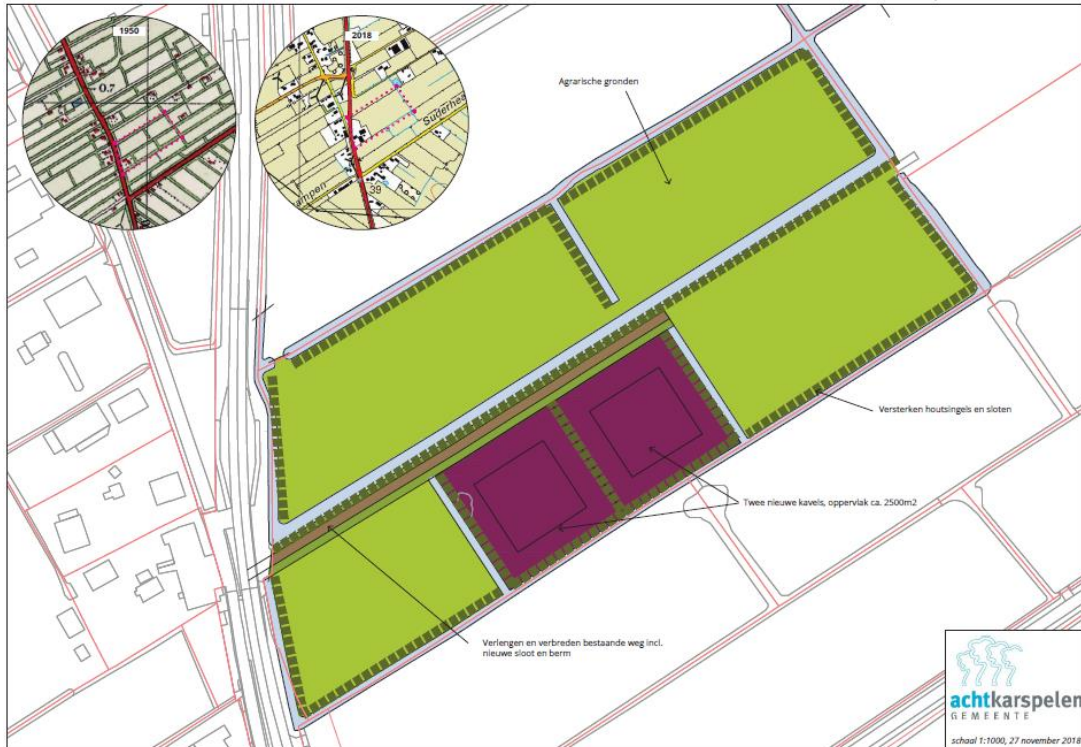 1950
0.7
2018
Suderhea
ampen
39
Agrarische gronden
Versterken houtsingels en sloten
Twee nieuwe kavels, oppervlak ca. 2500m2
Verlengen en verbreden bestaande weg incl.
nieuwe sloot en berm
achtkarspelen
GEMEENTE
schaal 1:1000, 27 november 2018